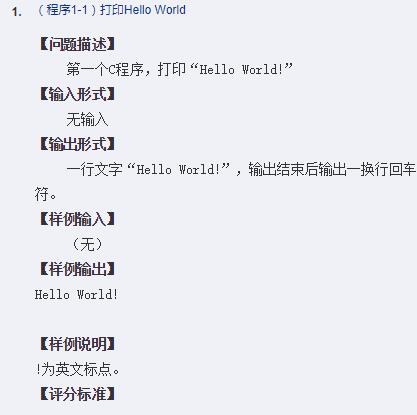 1. （程序1-1）打印Hello World
【问题描述】
第一个C程序，打印“Hello World!”
【输入形式】
无输入
【输出形式】
一行文字“Hello World!”，输出结束后输出一换行回车
符。
【样例输入】
（无）
【样例输出】
Hello World!
【样例说明】
!为英文标点。
【评分标准】